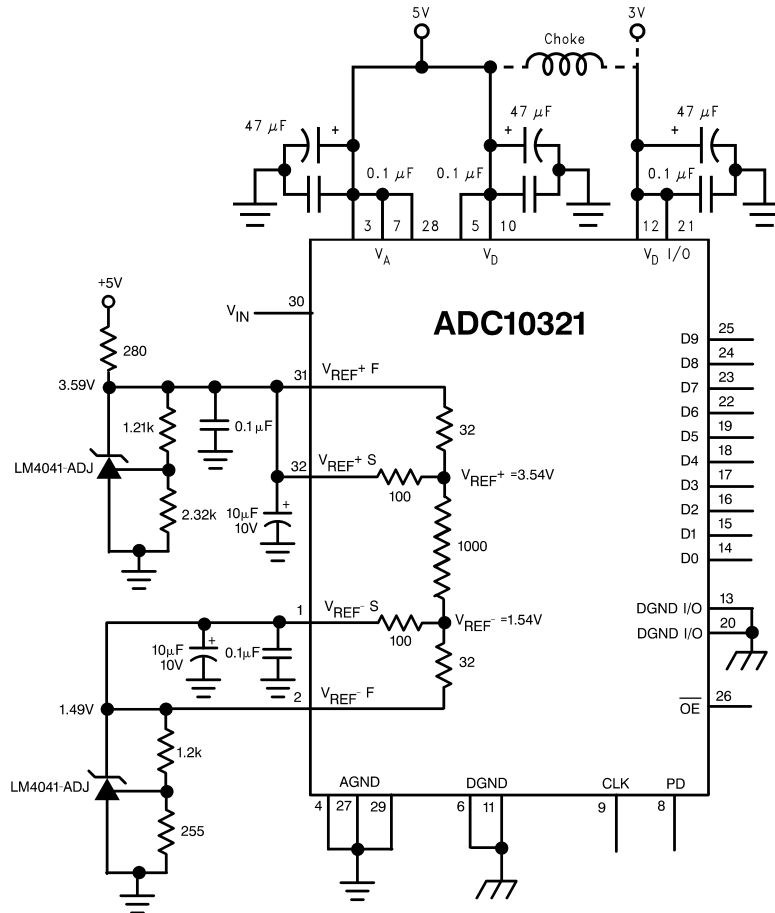 5V
3V
Choke
47 µF
+
+
47 µF
+
47 µF
0.1 µF
0.1 µF
0.1 µF
3
7
28
5
10
12
21
VA
VD
VD I/O
+5V
280
VIN
30
ADC10321
3.59V
31
VREF+ F
1.21k
0.1µF
32
LM4041-ADJ
32
VREF+ S
100
VREF+ =3.54V
2.32k
10µF
10V
+
1000
1
VREF- S
100
VREF- =1.54V
10µF
10V
+
0.1µF
32
1.49V
2
VREF- F
1.2k
LM4041-ADJ
255
D9
25
D8
24
D7
23
D6
22
D5
19
D4
18
D3
17
D2
16
D1
15
D0
14
DGND I/O
13
DGND I/O
20
OE
26
AGND
DGND
CLK
PD
4
27
29
6
11
9
8